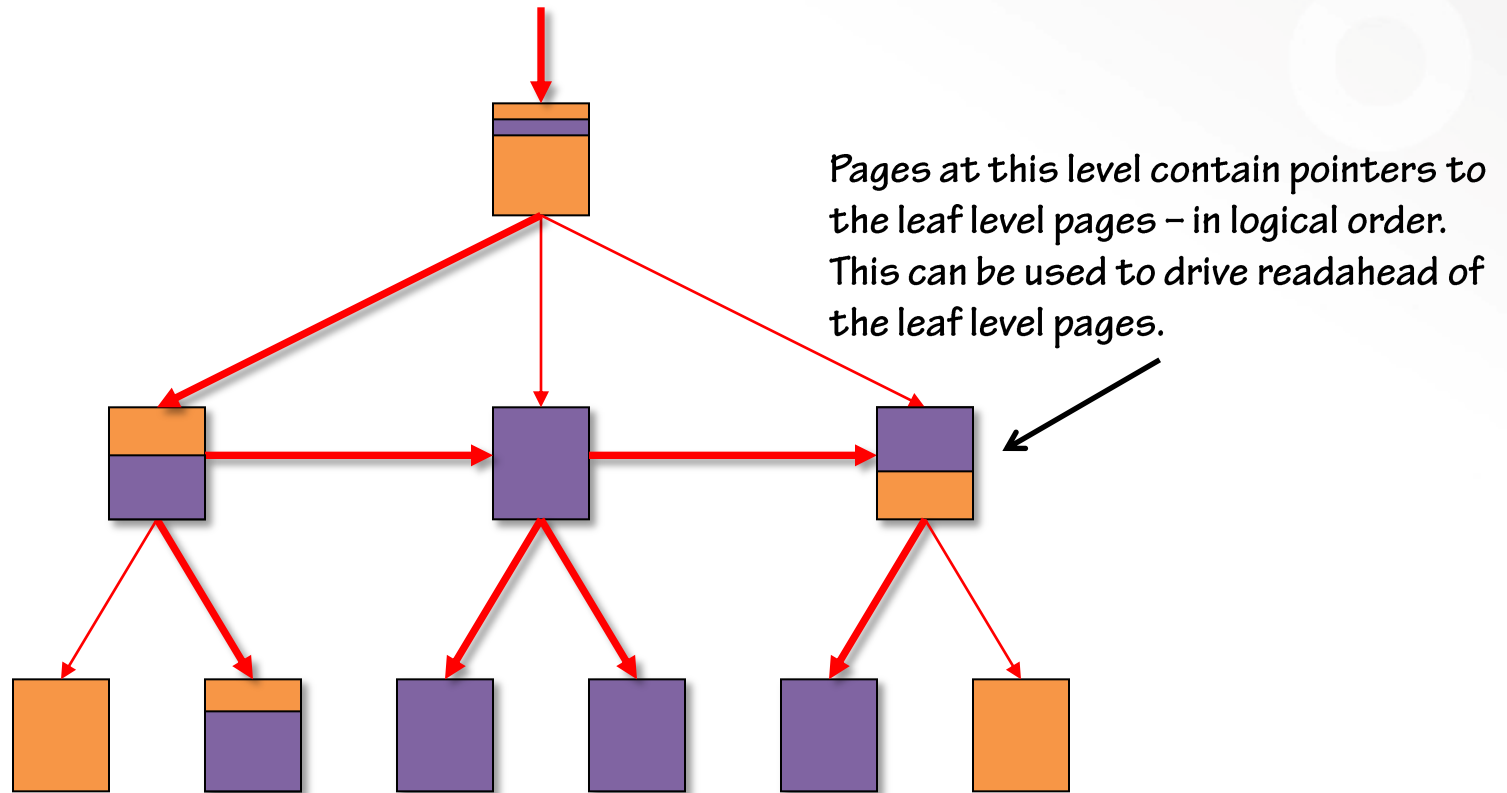 Pages at this level contain pointers to
the leaf level pages – in logical order.
This can be used to drive readahead of
the leaf level pages.